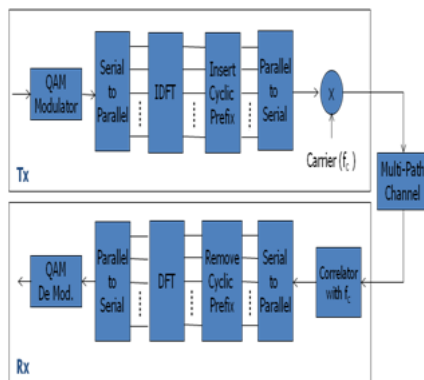 QAM
Modulator
Serial
to
Parallel
IDFT
Insert
Cyclic
Prefix
Parallel
to
Serial
X
Carrier (fc)
Tx
Multi-Path
Channel
QAM
De Mod.
Parallel
to
Serial
DFT
Remove
Cyclic
Prefix
Serial
to
Parallel
Correlator
with fc
Rx